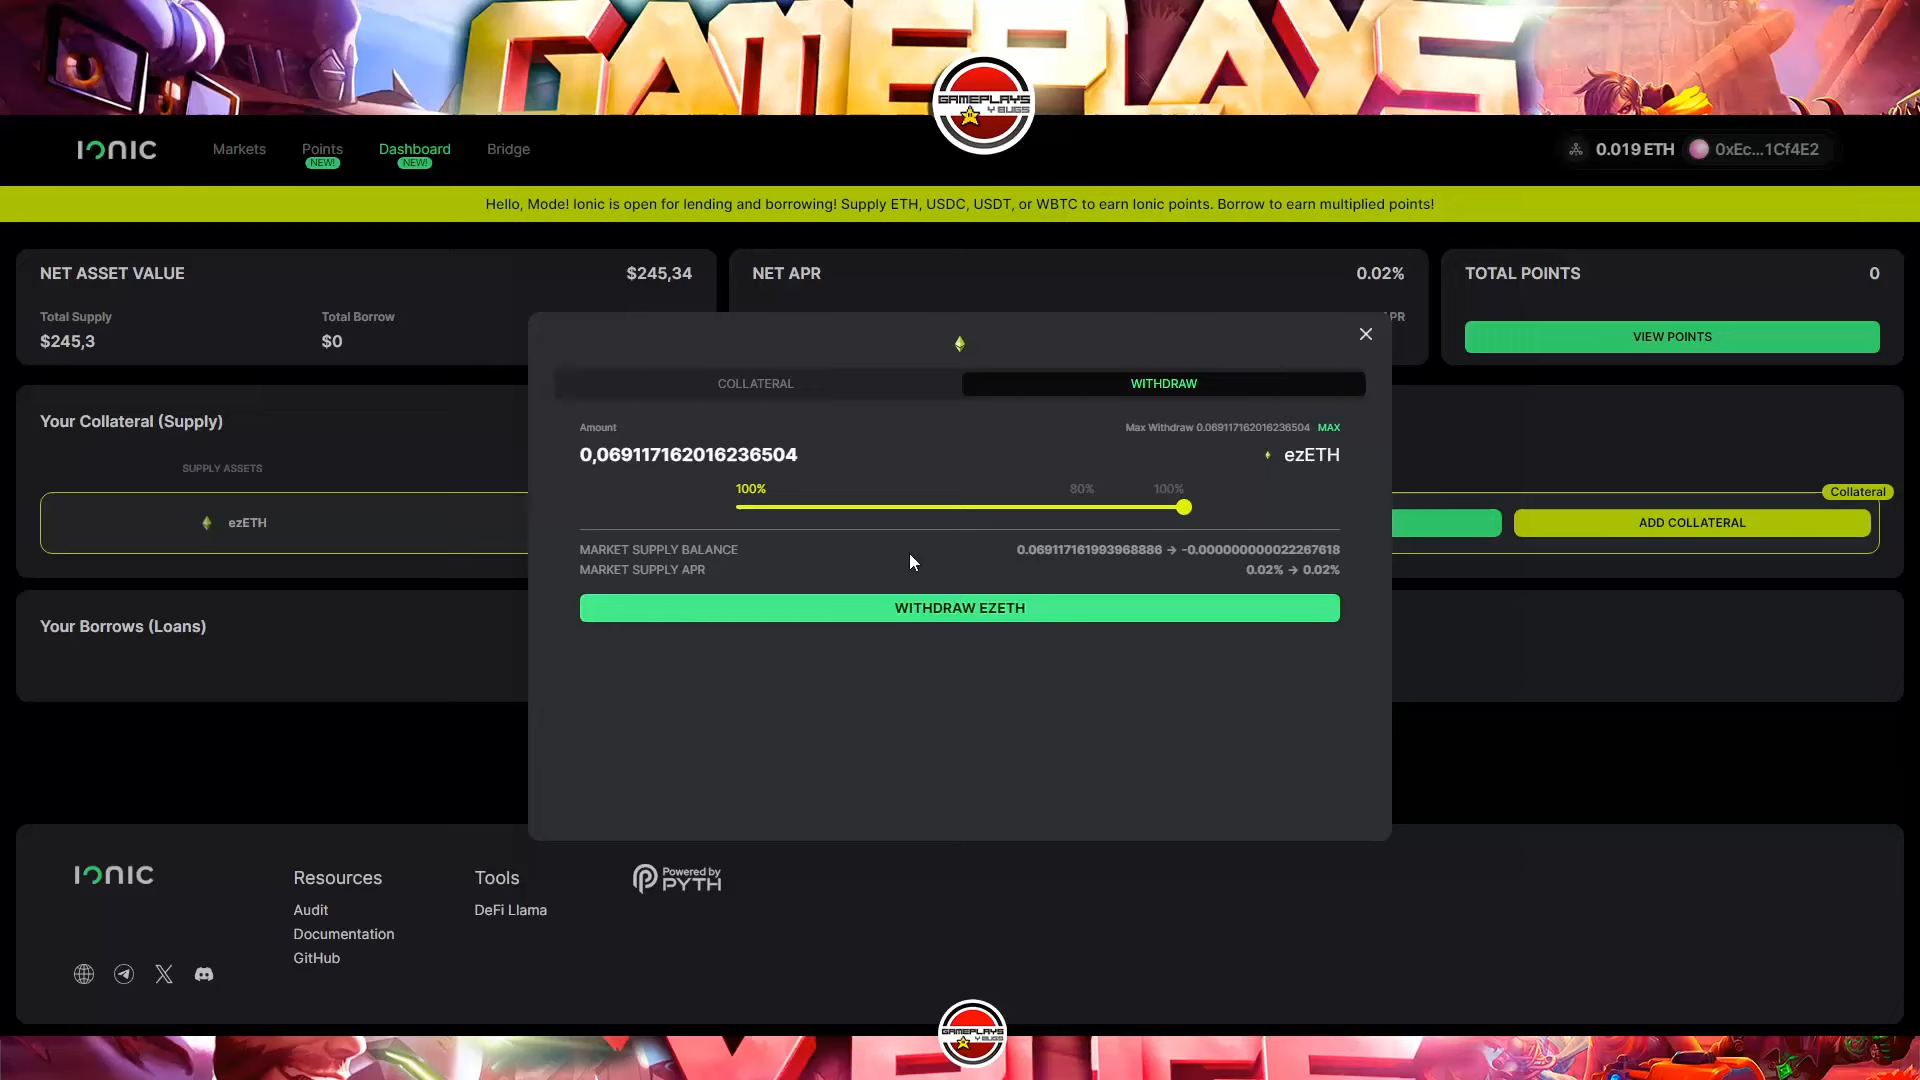 GAMEPLAYS
GAMEPLAYS
Y BUGS
IONIC
Markets
Points
NEW!
Dashboard
NEW!
Bridge
0.019 ETH
0xEc...1Cf4E2
Hello, Mode! Ionic is open for lending and borrowing! Supply ETH, USDC, USDT, or WBTC to earn Ionic points. Borrow to earn multiplied points!
NET ASSET VALUE
$245,34
NET APR
0.02%
TOTAL POINTS
0
Total Supply
Total Borrow
PR
$245,3
$0
VIEW POINTS
COLLATERAL
WITHDRAW
Your Collateral (Supply)
Amount
Max Withdraw 0.069117162016236504 MAX
0,069117162016236504
ezETH
SUPPLY ASSETS
100%
80%
100%
Collateral
ezETH
ADD COLLATERAL
MARKET SUPPLY BALANCE
0.069117161993968886 → -0.000000000022267618
MARKET SUPPLY APR
0.02% → 0.02%
WITHDRAW EZETH
Your Borrows (Loans)
IONIC
Resources
Audit
Documentation
GitHub
Tools
DeFi Llama
Powered by
PYTH
GAMEPLAYS
Y BUGS